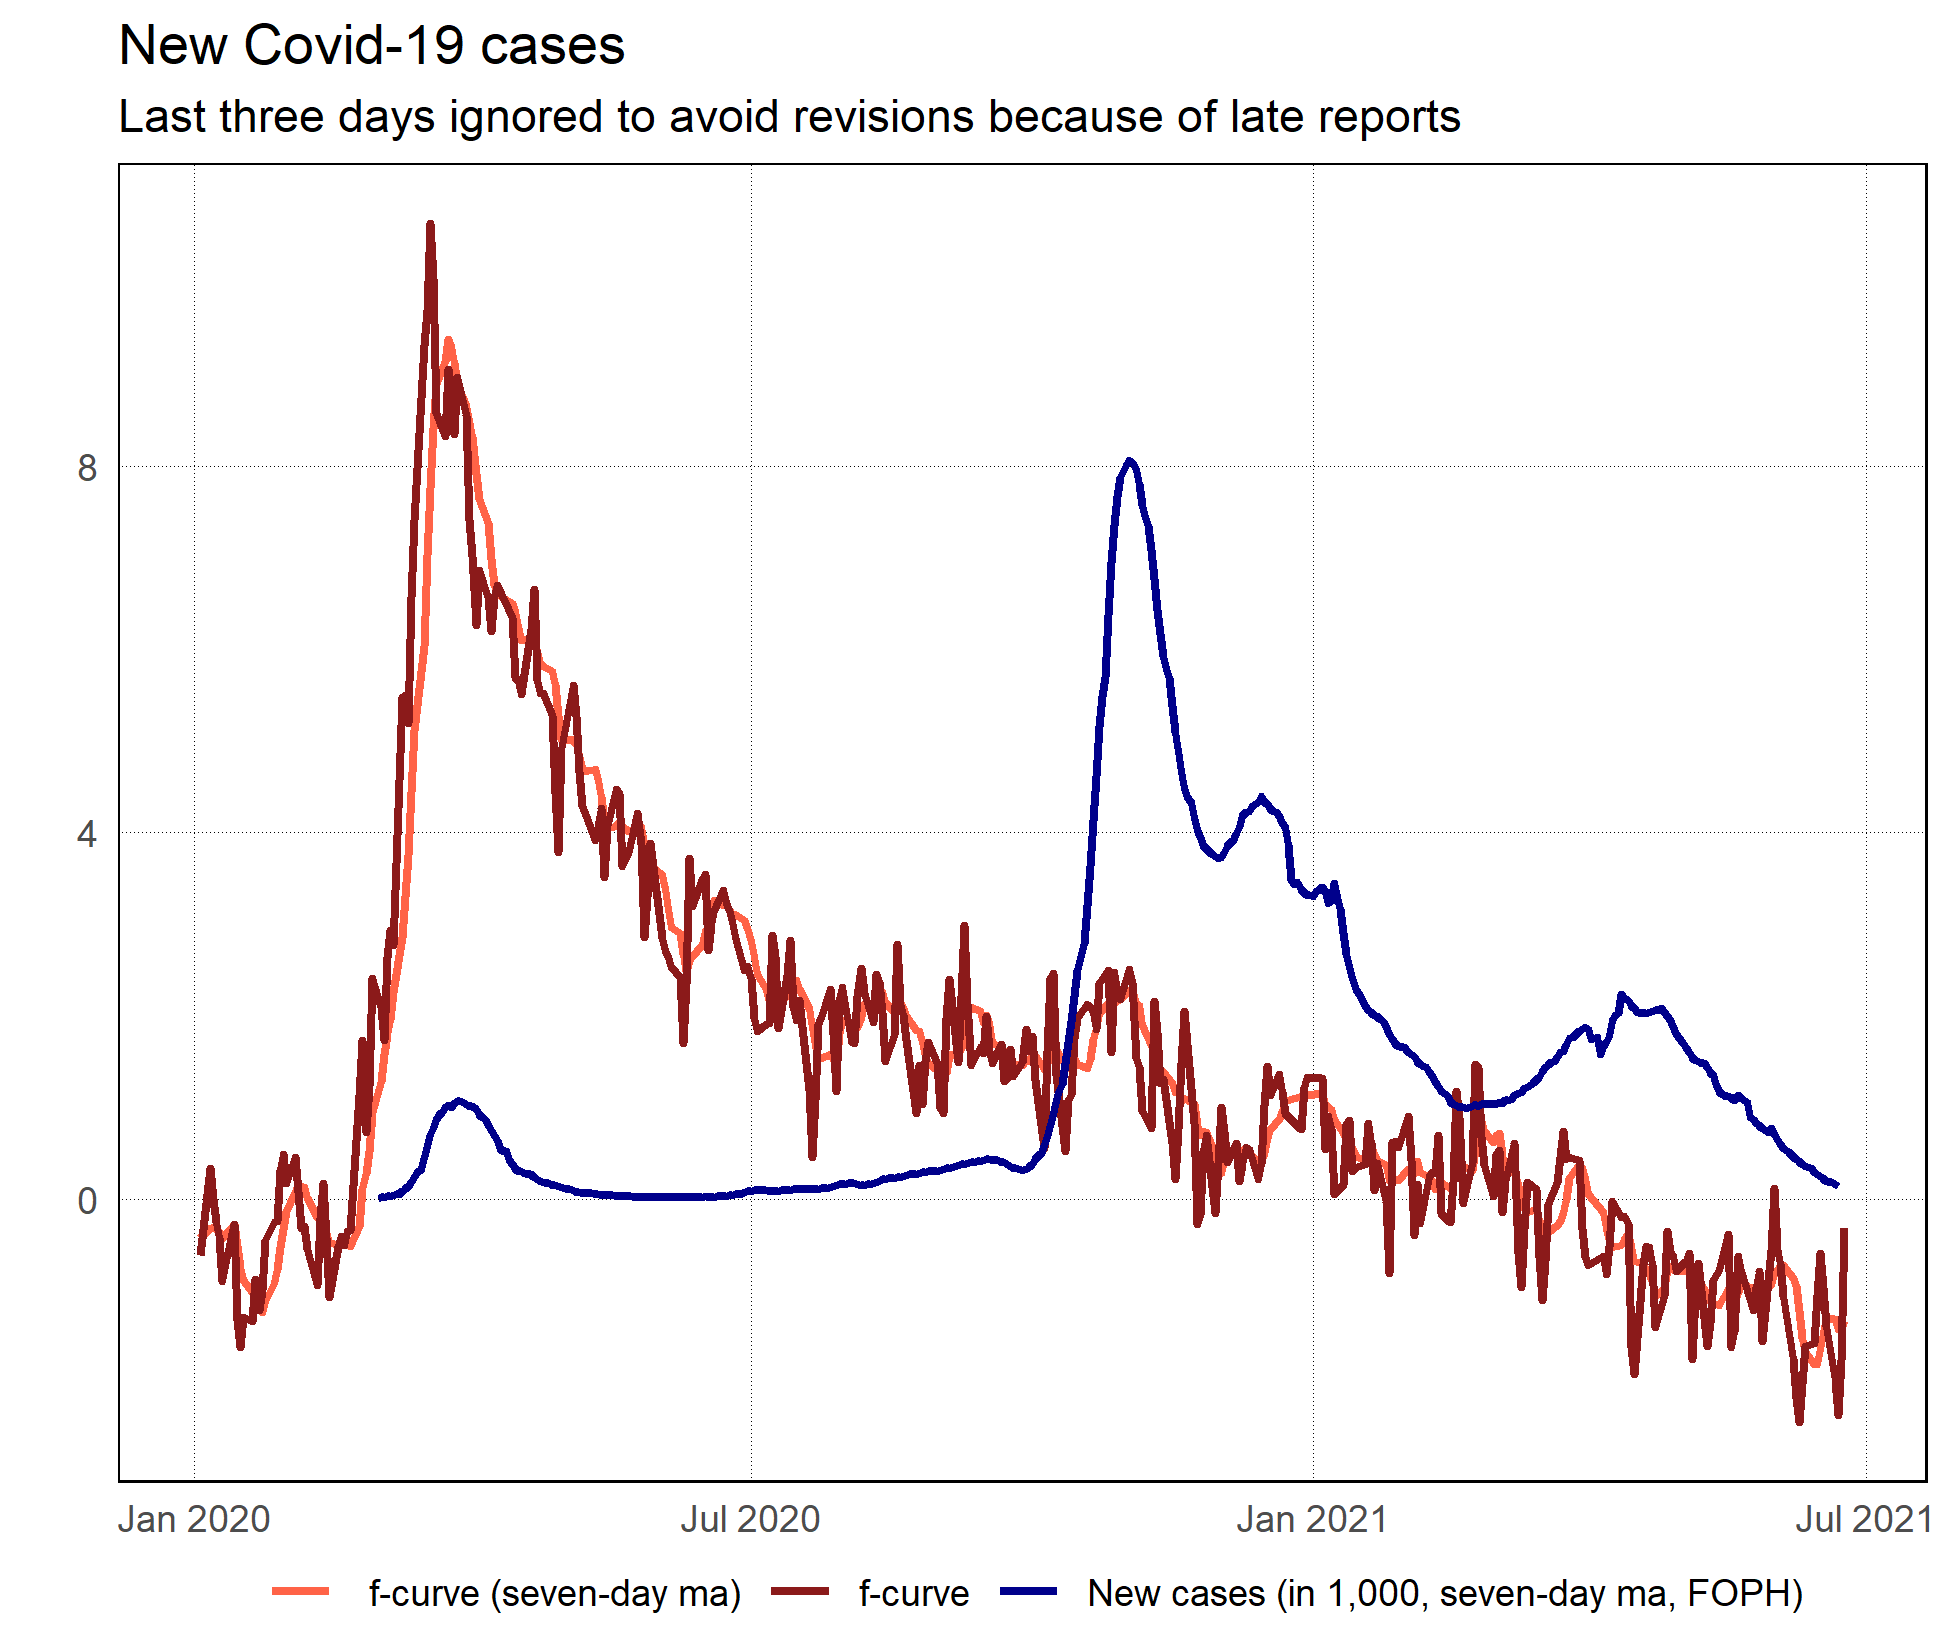 New Covid-19 cases
Last three days ignored to avoid revisions because of late reports
8
4
0
Jan 2020 Jul 2020 Jan 2021 Jul 2021
f-curve (seven-day ma) f-curve New cases (in 1,000, seven-day ma, FOPH)